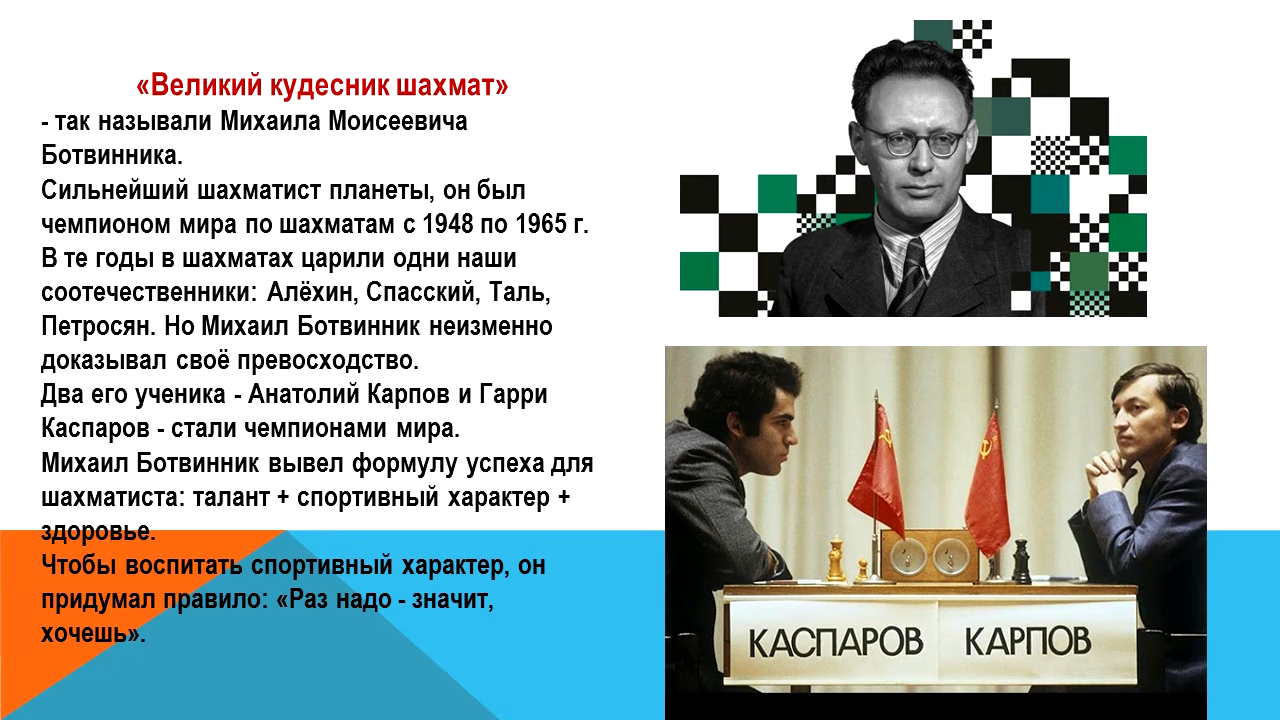 «Великий кудесник шахмат»
- так называли Михаила Моисеевича
Ботвинника.
Сильнейший шахматист планеты, он был
чемпионом мира по шахматам с 1948 по 1965 г.
В те годы в шахматах царили одни наши
соотечественники: Алёхин, Спасский, Таль,
Петросян. Но Михаил Ботвинник неизменно
доказывал своё превосходство.
Два его ученика - Анатолий Карпов и Гарри
Каспаров - стали чемпионами мира.
Михаил Ботвинник вывел формулу успеха для
шахматиста: талант + спортивный характер +
здоровье.
Чтобы воспитать спортивный характер, он
придумал правило: «Раз надо - значит,
хочешь».
КАСПАРОВ КАРПОВ